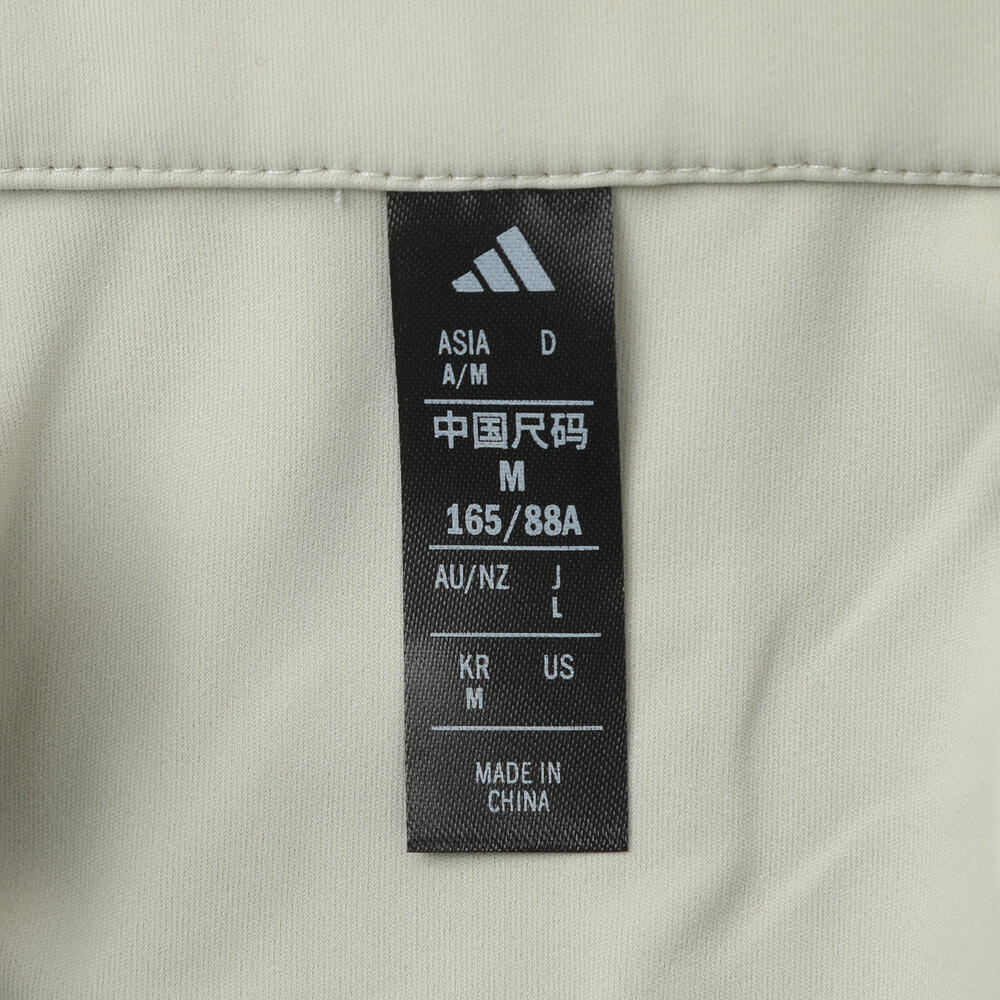 ASIA D
A/M
中国尺码
M
165/88A
AU/NZ J
L
KR US
M
MADE IN
CHINA